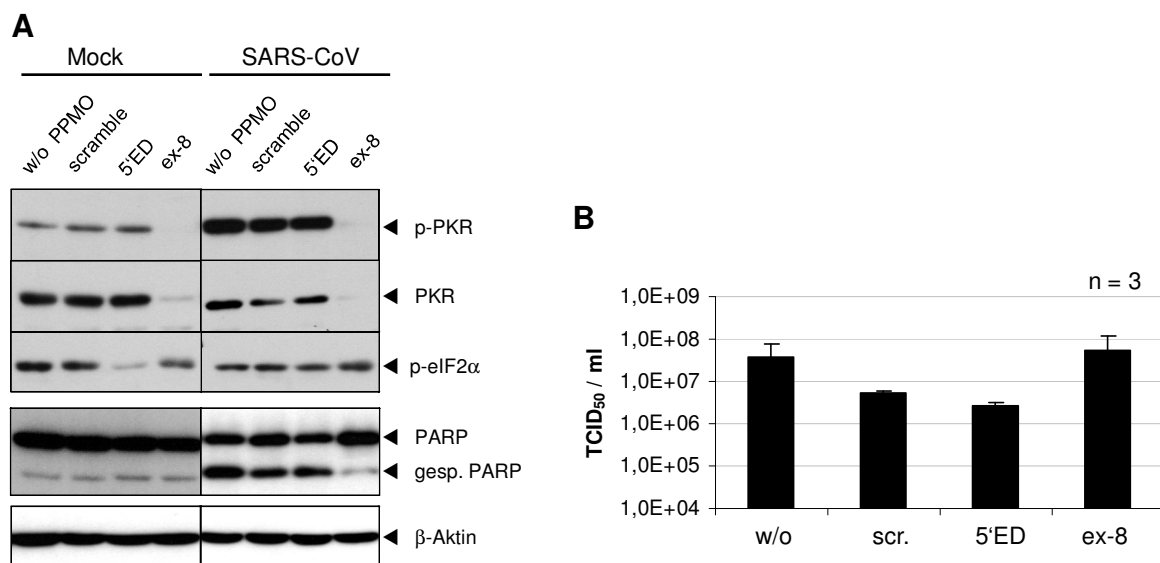 A
Mock SARS-CoV
w/o PPMO scramble 5'ED ex-8 w/o PPMO scramble 5'ED ex-8
p-PKR
PKR
p-eIF2α
PARP
gesp. PARP
β-Aktin
B
n = 3
TCID50 / ml
1,0E+09
1,0E+08
1,0E+07
1,0E+06
1,0E+05
1,0E+04
w/o scr. 5'ED ex-8